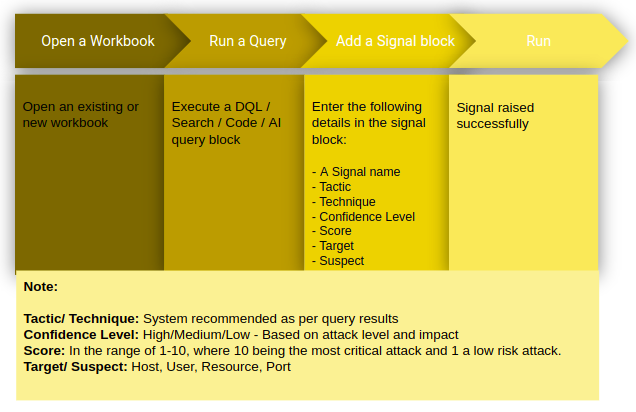 Open a Workbook
Run a Query
Add a Signal block
Run
Open an existing or
new workbook
Execute a DQL /
Search / Code / AI
query block
Enter the following
details in the signal
block:
- A Signal name
- Tactic
- Technique
- Confidence Level
- Score
- Target
- Suspect
Signal raised
successfully
Note:
Tactic/ Technique: System recommended as per query results
Confidence Level: High/Medium/Low - Based on attack level and impact
Score: In the range of 1-10, where 10 being the most critical attack and 1 a low risk attack.
Target/ Suspect: Host, User, Resource, Port